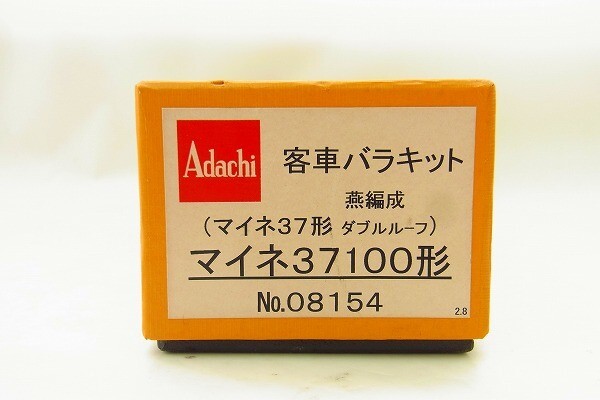 Adachi
客車バラキット
燕編成
(マイネ37形 ダブルルーフ)
マイネ37100形
No.08154
2.8